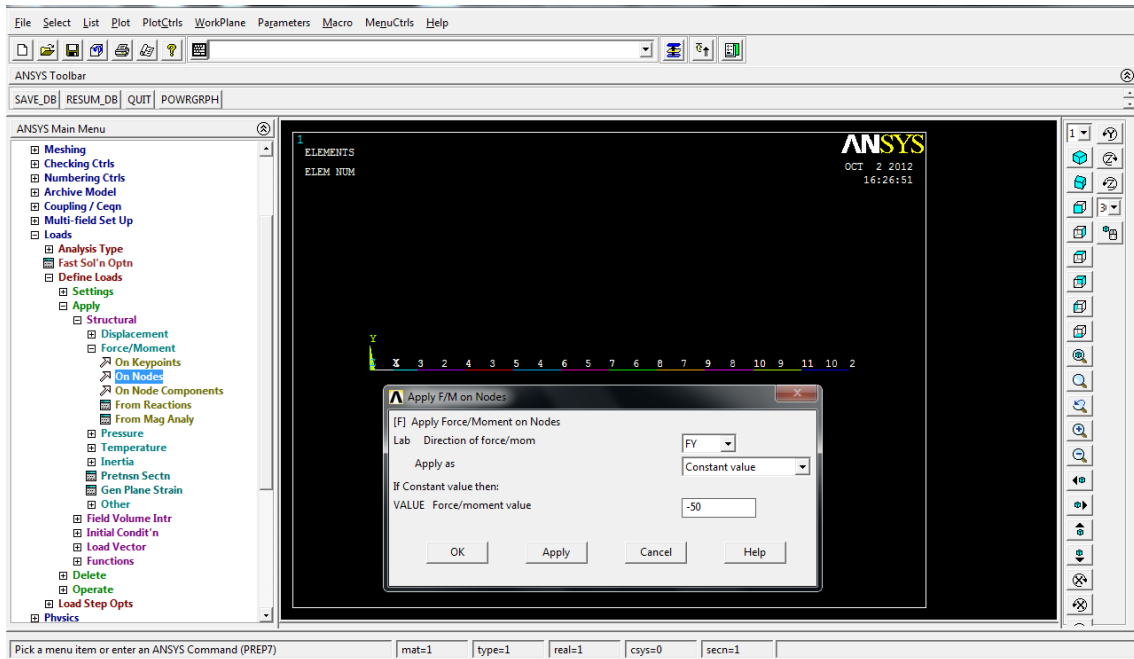 File Select List Plot PlotCtrls WorkPlane Parameters Macro MenuCtrls Help
ANSYS Toolbar
SAVE_DB RESUM_DB QUIT POWRGRPH
ANSYS Main Menu
Meshing
Checking Ctrls
Numbering Ctrls
Archive Model
Coupling / Ceqn
Multi-field Set Up
Loads
Analysis Type
Fast Sol'n Optn
Define Loads
Settings
Apply
Structural
Displacement
Force/Moment
On Keypoints
On Nodes
On Node Components
From Reactions
From Mag Analy
Pressure
Temperature
Inertia
Pretnsn Sectn
Gen Plane Strain
Other
Field Volume Intr
Initial Condit'n
Load Vector
Functions
Delete
Operate
Load Step Opts
Physics
1
ELEMENTS
ELEM NUM
ANSYS
OCT 2 2012
16:26:51
Y
X 3 2 4 3 5 4 6 5 7 6 8 7 9 8 10 9 11 10 2
Apply F/M on Nodes
[F] Apply Force/Moment on Nodes
Lab Direction of force/mom FY
Apply as Constant value
If Constant value then:
VALUE Force/moment value -50
OK Apply Cancel Help
1
Pick a menu item or enter an ANSYS Command (PREP7) mat=1 type=1 real=1 csys=0 secn=1